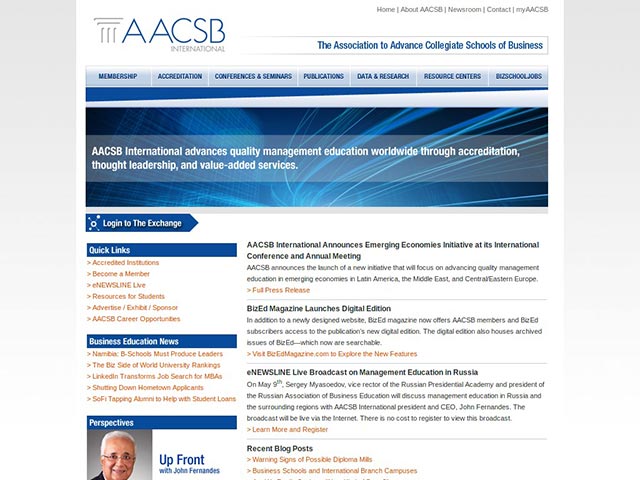 Home | About AACSB | Newsroom | Contact | myAACSB
AACSB
INTERNATIONAL
The Association to Advance Collegiate Schools of Business
MEMBERSHIP
ACCREDITATION
CONFERENCES & SEMINARS
PUBLICATIONS
DATA & RESEARCH
RESOURCE CENTERS
BIZSCHOOLJOBS
AACSB International advances quality management education worldwide through accreditation,
thought leadership, and value-added services.
Login to The Exchange
Quick Links
> Accredited Institutions
> Become a Member
> eNEWSLINE Live
> Resources for Students
> Advertise / Exhibit / Sponsor
> AACSB Career Opportunities
Business Education News
> Namibia: B-Schools Must Produce Leaders
> The Biz Side of World University Rankings
> LinkedIn Transforms Job Search for MBAs
> Shutting Down Hometown Applicants
> SoFi Tapping Alumni to Help with Student Loans
Perspectives
Up Front
with John Fernandes
AACSB International Announces Emerging Economies Initiative at its International
Conference and Annual Meeting
AACSB announces the launch of a new initiative that will focus on advancing quality management
education in emerging economies in Latin America, the Middle East, and Central/Eastern Europe.
> Full Press Release
BizEd Magazine Launches Digital Edition
In addition to a newly designed website, BizEd magazine now offers AACSB members and BizEd
subscribers access to the publication's new digital edition. The digital edition also houses archived
issues of BizEd—which now are searchable.
> Visit BizEdMagazine.com to Explore the New Features
eNEWSLINE Live Broadcast on Management Education in Russia
On May 9th, Sergey Myasoedov, vice rector of the Russian Presidential Academy and president of
the Russian Association of Business Education will discuss management education in Russia and
the surrounding regions with AACSB International president and CEO, John Fernandes. The
broadcast will be live via the Internet. There is no cost to register to view this broadcast.
> Learn More and Register
Recent Blog Posts
> Warning Signs of Possible Diploma Mills
> Business Schools and International Branch Campuses